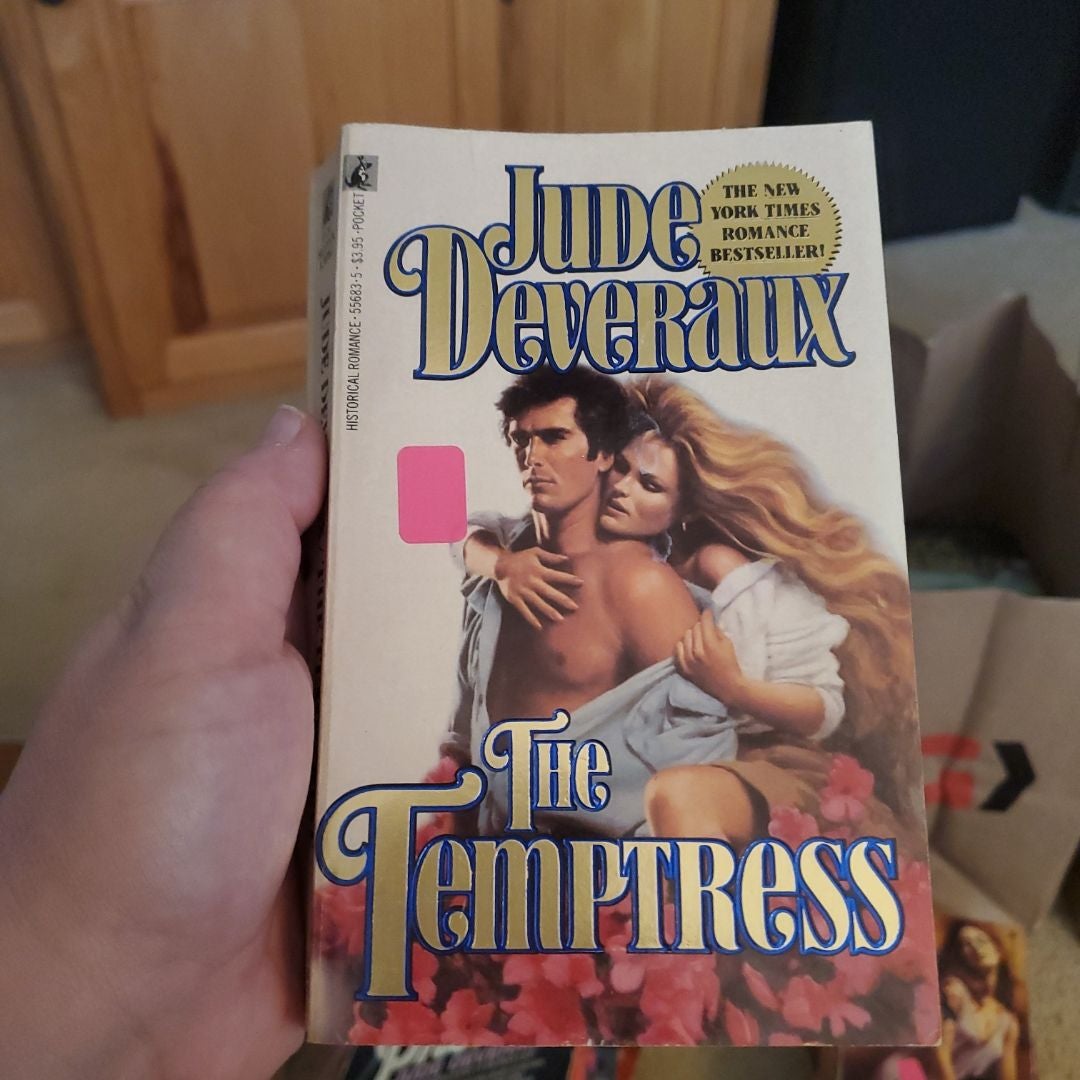 Jude
Deveraux
THE NEW
YORK TIMES
ROMANCE
BESTSELLER!
HISTORICAL ROMANCE · 55683-5 · $3.95 · POCKET
The
Temptress